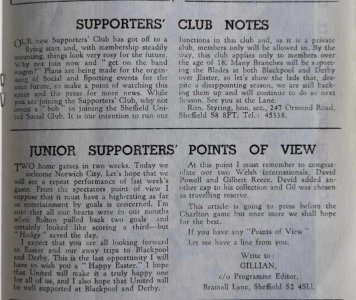 SUPPORTERS' CLUB NOTES
OUR new Supporters' Club has got off to a
flying start and, with membership steadily
mounting, things look very rosy for the future.
Why not join now and "get on the band
wagon?" Plans are being made for the organ-
ising of Social and Sporting events for the
near future, so make a point of watching this
space and the press for more news. While
you are joining the Supporters' Club, why not
invest a "bob" in joining the Sheffield Uni-
ted Social Club. It is our intention to run our
functions in this club and, as it is a private
club, members only will be allowed in. By the
way, this club applies only to members over
the age of 18. Many Branches will be support-
ing the Blades at both Blackpool and Derby
over Easter, so let's show the lads that, des-
pite a disappointing season, we are still back-
ing them up and will continue to do so next
Season. See you at the Lane.
Ron. Styring, hon. sec., 247 Ormond Road,
Sheffield S8 8FT. Tel.: 45338.
JUNIOR SUPPORTERS' POINTS OF VIEW
TWO home games in two weeks. Today we
welcome Norwich City. Let's hope that we
will see a repeat performance of last week's
game. From the spectators point of view I
suppose that it must have a high rating as far
as entertainment by goals is concerned. I'm
sure that all our hearts were in our mouths
when Bolton pulled back two goals and
certainly looked like scoring a third—but
"Hodgy" saved the day.
I expect that you are all looking forward
to Easter and our away trips to Blackpool
and Derby. This is the last opportunity I will
have to wish you a "Happy Easter." I hope
that United will make it a truly happy one
for all of us, and I also hope that United will
be well supported at Blackpool and Derby.
At this point I must remember to congrat-
ulate our two Welsh internationals, David
Powell and Gilbert Reece. David added an-
other cap to his collection and Gil was chosen
as travelling reserve.
This article is going to press before the
Charlton game but once more we shall hope
for the best.
If you have any "Points of View"
Let me have a line from you.
Write to:
GILLIAN,
c/o Programme Editor,
Bramall Lane, Sheffield S2 4SU.